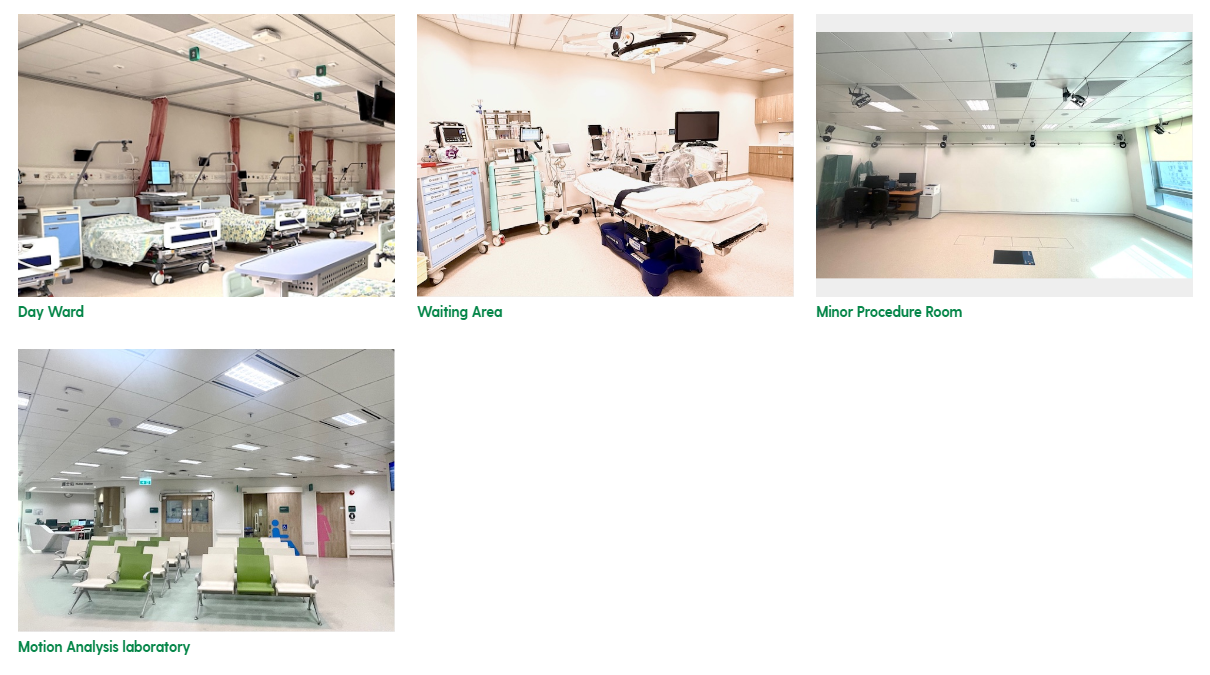 Day Ward
Waiting Area
Minor Procedure Room
Motion Analysis laboratory